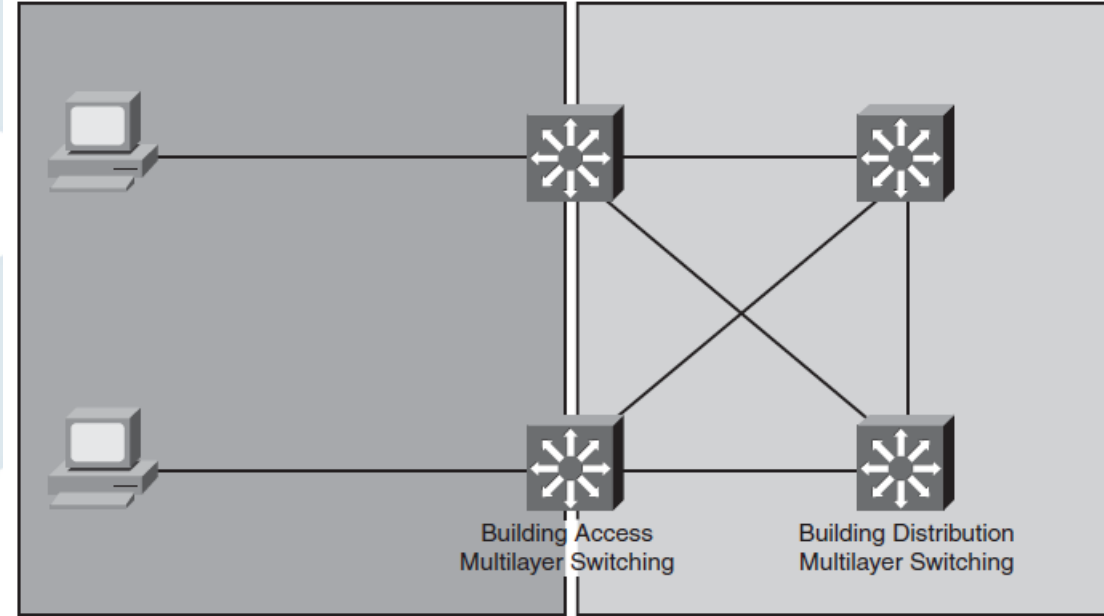 Building Access
Multilayer Switching
Building Distribution
Multilayer Switching